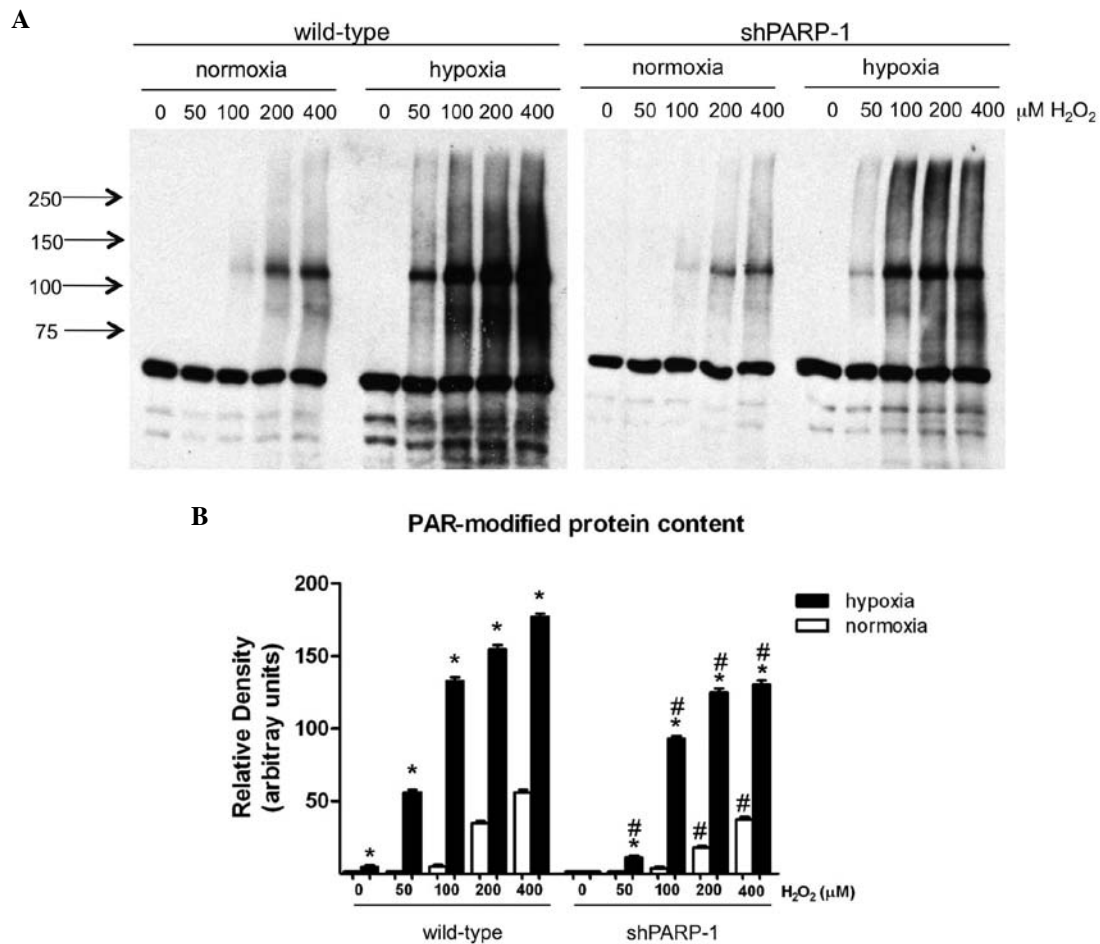 A
wild-type shPARP-1
normoxia hypoxia normoxia hypoxia
0 50 100 200 400 0 50 100 200 400 0 50 100 200 400 0 50 100 200 400 μM H₂O₂
250
150
100
75
B
PAR-modified protein content
Relative Density
(arbitray units)
200
150
100
50
* * * * * #* #* #* # #* #
hypoxia
normoxia
0 50 100 200 400 0 50 100 200 400 H₂O₂ (μM)
wild-type shPARP-1